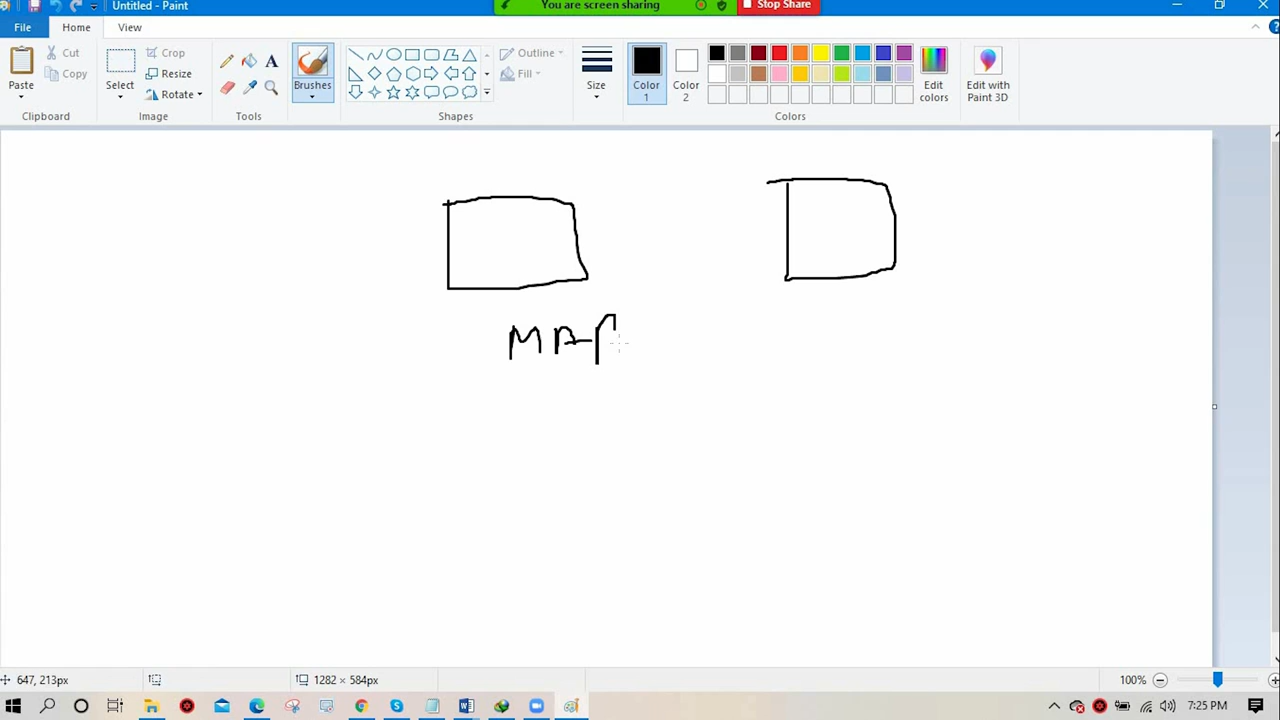 Untitled - Paint
You are screen sharing
Stop Share
File
Home
View
Paste
Cut
Copy
Clipboard
Select
Crop
Resize
Rotate
Image
A
Tools
Brushes
Shapes
Outline
Fill
Size
Color 1
Color 2
Colors
Edit colors
Edit with Paint 3D
647, 213px
1282 × 584px
100%
7:25 PM